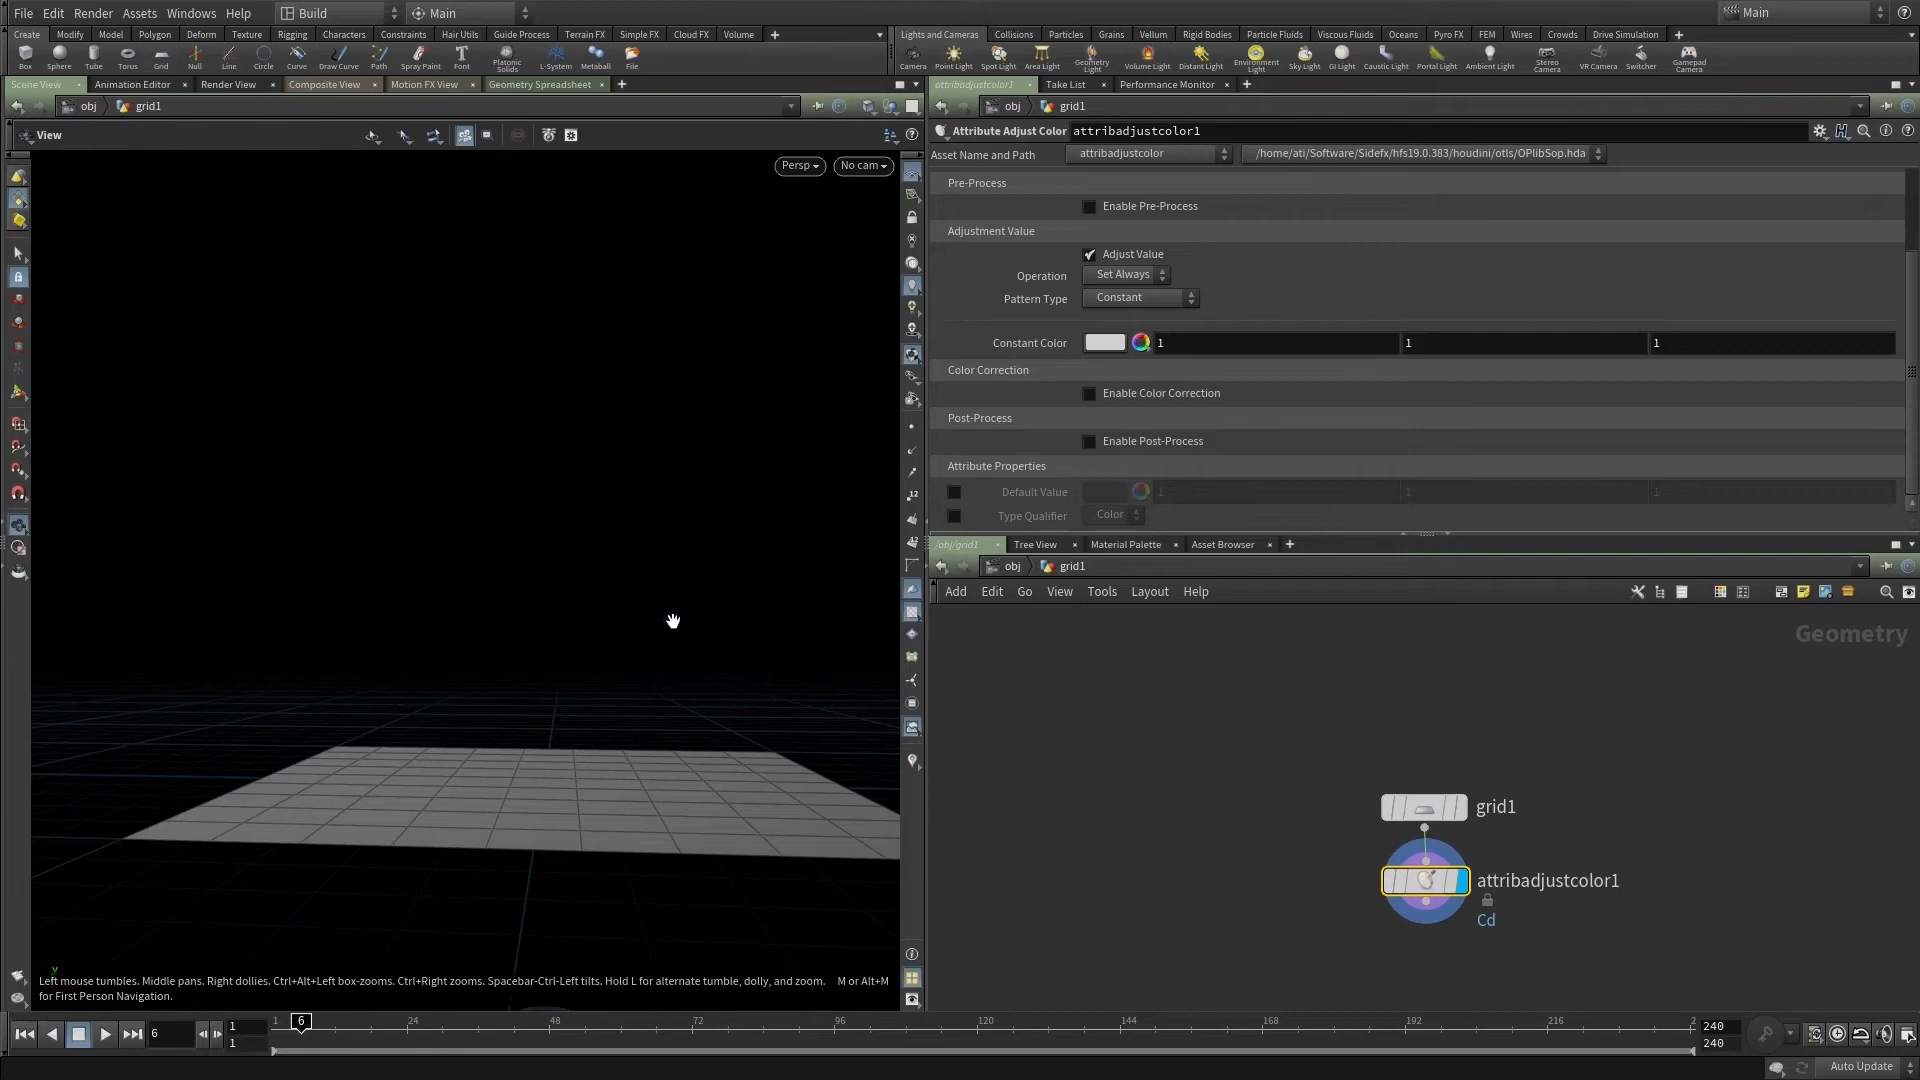 File Edit Render Assets Windows Help Build Main Main
Create Modify Model Polygon Deform Texture Rigging Characters Constraints Hair Utils Guide Process Terrain FX Simple FX Cloud FX Volume
Box Sphere Tube Torus Grid Null Line Circle Curve Draw Curve Path Spray Paint Font Platonic Solids L-System Metaball File
Lights and Cameras Collisions Particles Grains Vellum Rigid Bodies Particle Fluids Viscous Fluids Oceans Pyro FX FEM Wires Crowds Drive Simulation
Camera Point Light Spot Light Area Light Geometry Light Volume Light Distant Light Environment Light Sky Light GI Light Caustic Light Portal Light Ambient Light Stereo Camera VR Camera Switcher Gamepad Camera
Scene View Animation Editor Render View Composite View Motion FX View Geometry Spreadsheet
obj grid1
View
Persp No cam
12
12
y
Left mouse tumbles. Middle pans. Right dollies. Ctrl+Alt+Left box-zooms. Ctrl+Right zooms. Spacebar-Ctrl-Left tilts. Hold L for alternate tumble, dolly, and zoom. M or Alt+M
for First Person Navigation.
attribadjustcolor1 Take List Performance Monitor
obj grid1
Attribute Adjust Color attribadjustcolor1
Asset Name and Path attribadjustcolor /home/ati/Software/Sidefx/hfs19.0.383/houdini/otls/OPlibSop.hda
Pre-Process
Enable Pre-Process
Adjustment Value
Adjust Value
Operation Set Always
Pattern Type Constant
Constant Color 1 1 1
Color Correction
Enable Color Correction
Post-Process
Enable Post-Process
Attribute Properties
Default Value 1 1 1
Type Qualifier Color
/obj/grid1 Tree View Material Palette Asset Browser
obj grid1
Add Edit Go View Tools Layout Help
Geometry
grid1
attribadjustcolor1
Cd
6 1 1 6 24 48 72 96 120 144 168 192 216 2 240
1 240
Auto Update